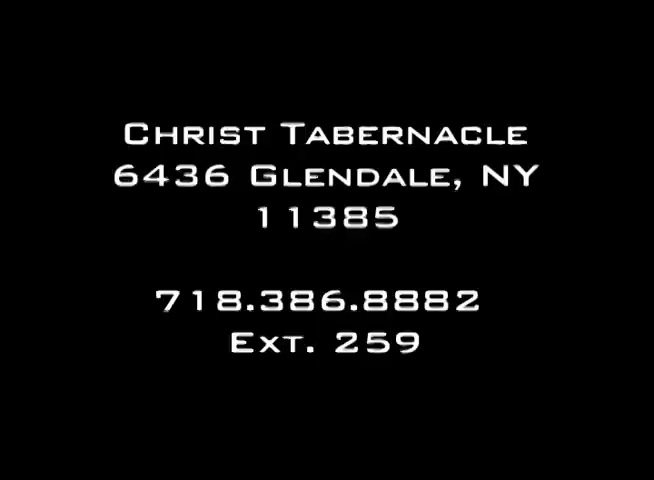 Christ Tabernacle
6436 Glendale, NY
11385
718.386.8882
Ext. 259